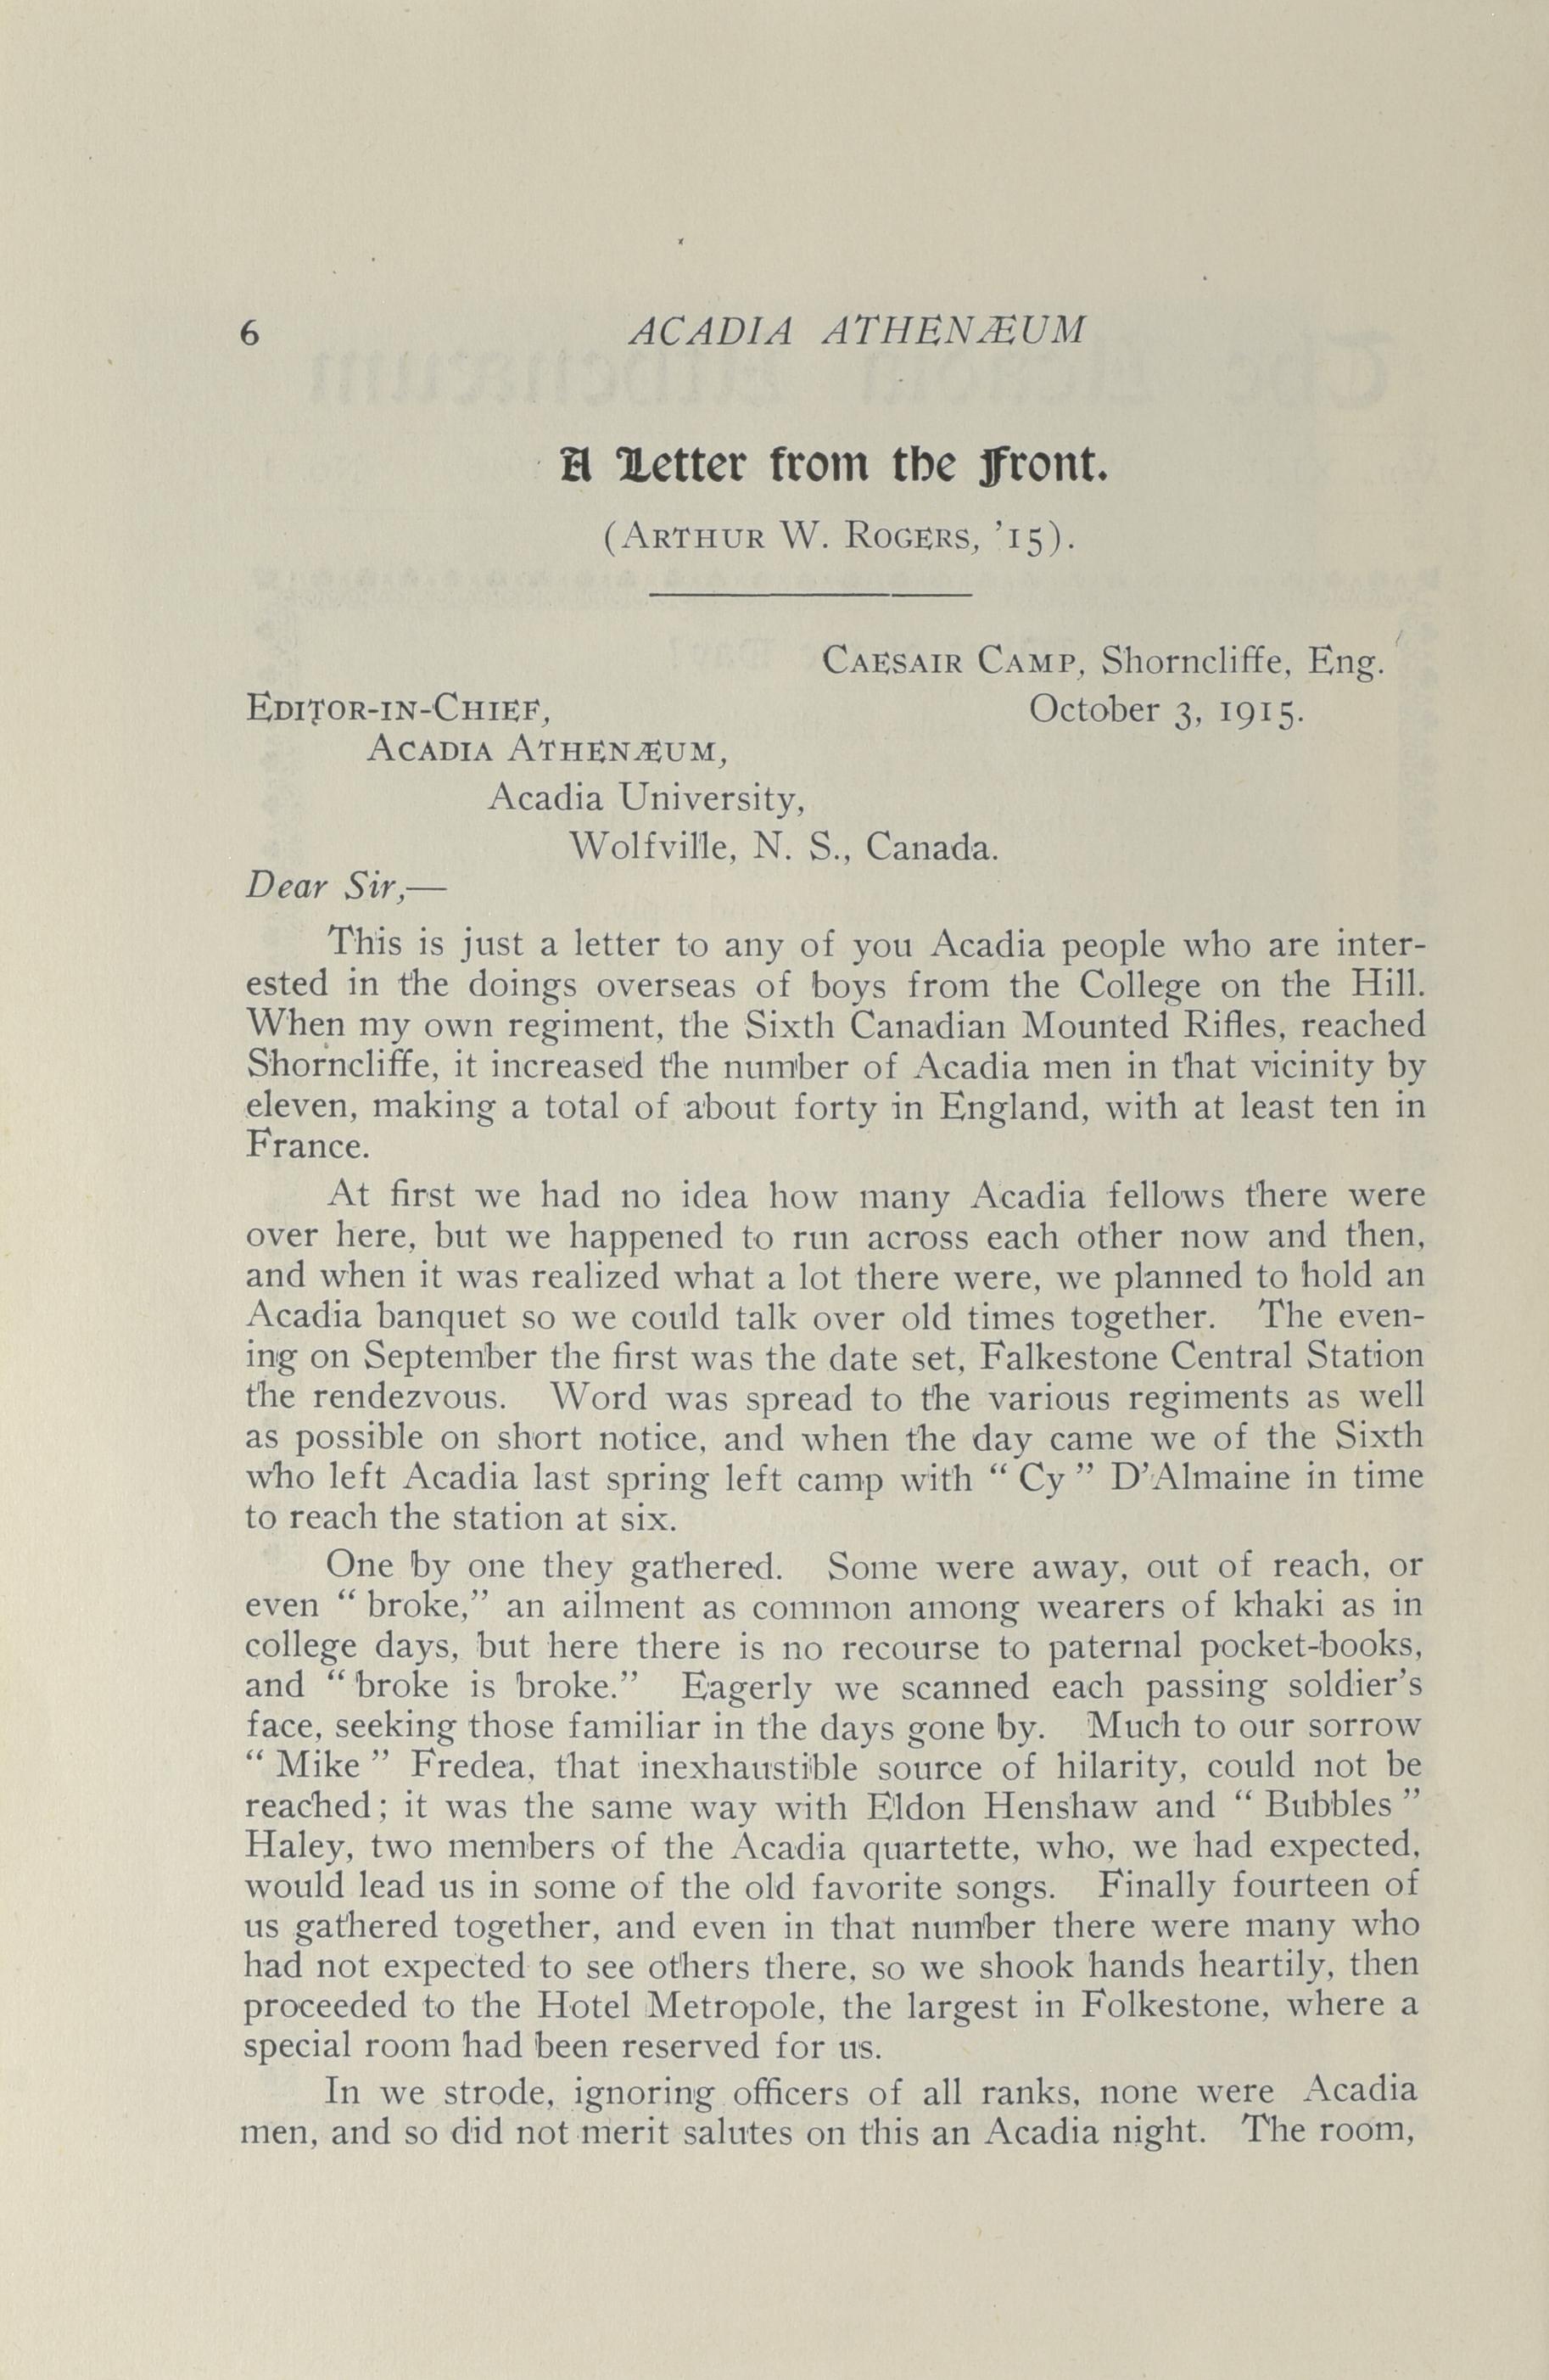 6 ACADIA ATHENÆUM
A Letter from the Front.
(ARTHUR W. ROGERS, '15).
CAESAIR CAMP, Shorncliffe, Eng.
EDITOR-IN-CHIEF, October 3, 1915.
ACADIA ATHENÆUM,
Acadia University,
Wolfville, N. S., Canada.
Dear Sir,—
This is just a letter to any of you Acadia people who are inter-
ested in the doings overseas of boys from the College on the Hill.
When my own regiment, the Sixth Canadian Mounted Rifles, reached
Shorncliffe, it increased the number of Acadia men in that vicinity by
eleven, making a total of about forty in England, with at least ten in
France.
At first we had no idea how many Acadia fellows there were
over here, but we happened to run across each other now and then,
and when it was realized what a lot there were, we planned to hold an
Acadia banquet so we could talk over old times together. The even-
ing on September the first was the date set, Falkestone Central Station
the rendezvous. Word was spread to the various regiments as well
as possible on short notice, and when the day came we of the Sixth
who left Acadia last spring left camp with " Cy " D'Almaine in time
to reach the station at six.
One by one they gathered. Some were away, out of reach, or
even " broke," an ailment as common among wearers of khaki as in
college days, but here there is no recourse to paternal pocket-books,
and " broke is broke." Eagerly we scanned each passing soldier's
face, seeking those familiar in the days gone by. Much to our sorrow
" Mike " Fredea, that inexhaustible source of hilarity, could not be
reached; it was the same way with Eldon Henshaw and " Bubbles "
Haley, two members of the Acadia quartette, who, we had expected,
would lead us in some of the old favorite songs. Finally fourteen of
us gathered together, and even in that number there were many who
had not expected to see others there, so we shook hands heartily, then
proceeded to the Hotel Metropole, the largest in Folkestone, where a
special room had been reserved for us.
In we strode, ignoring officers of all ranks, none were Acadia
men, and so did not merit salutes on this an Acadia night. The room,